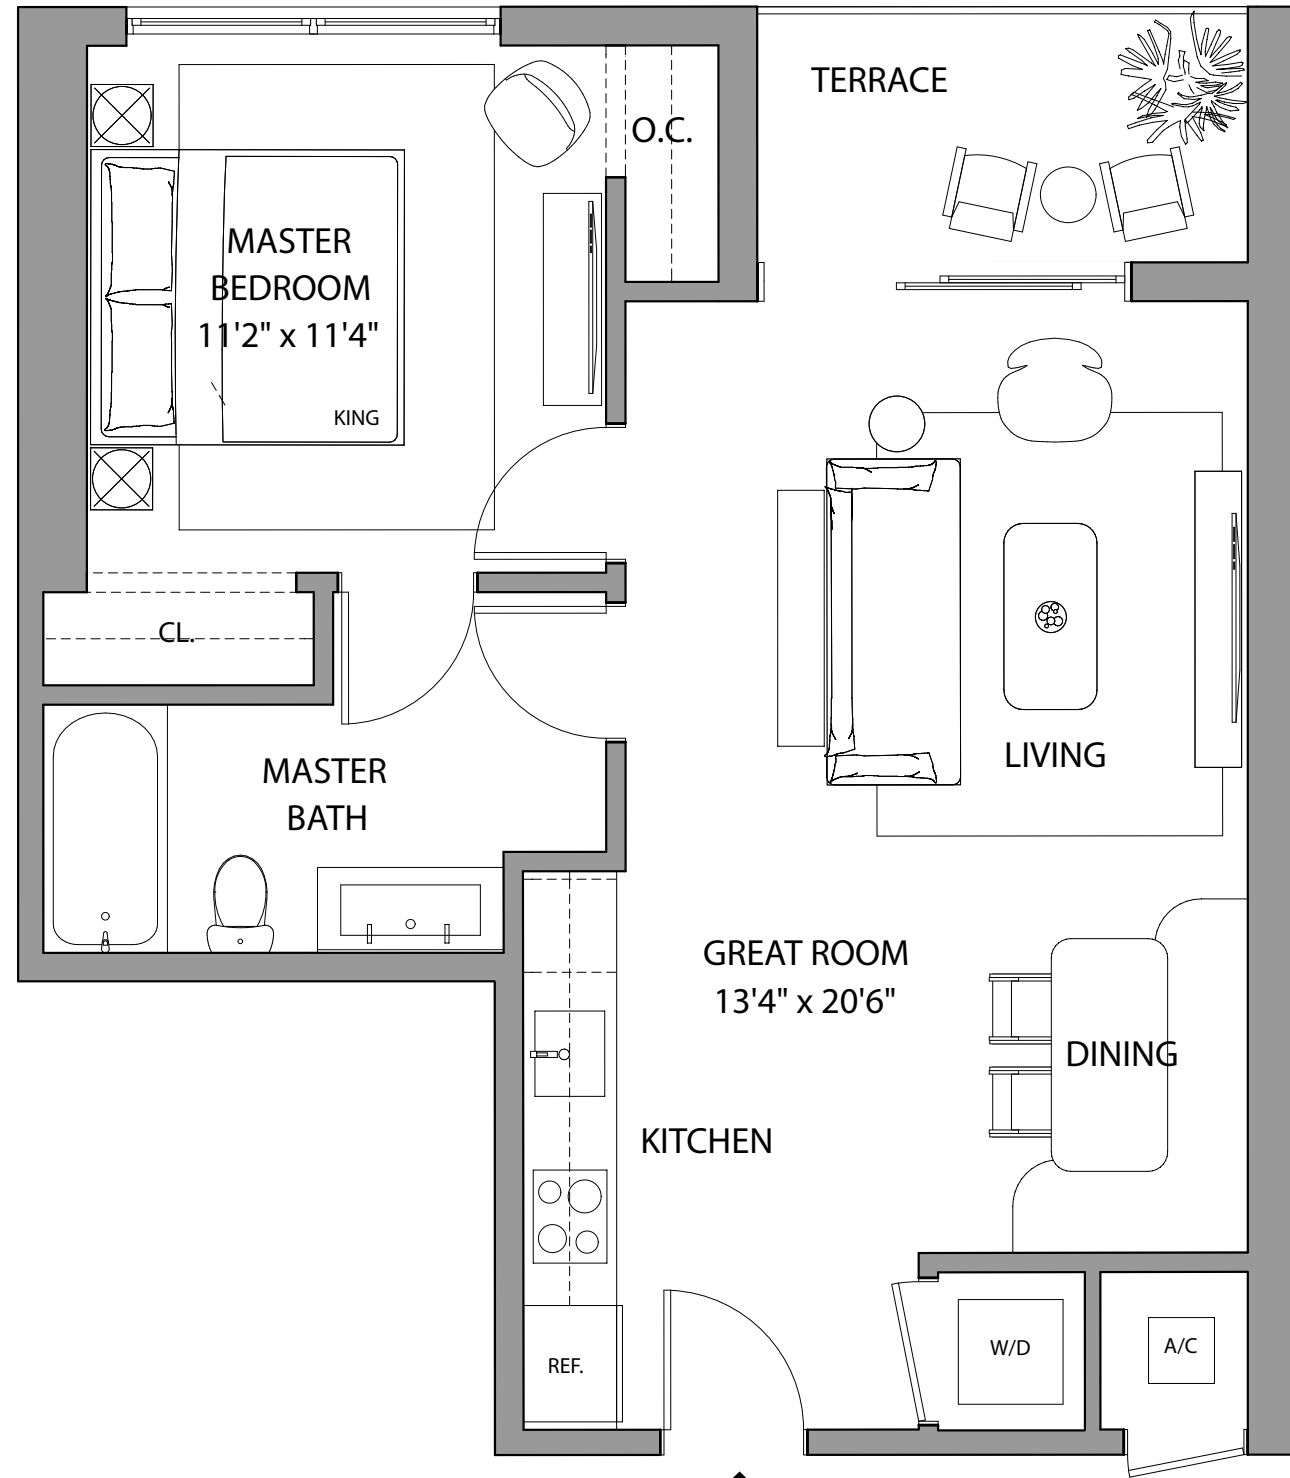 TERRACE
O.C.
MASTER
BEDROOM
11'2" x 11'4"
KING
CL.
LIVING
MASTER
BATH
GREAT ROOM
13'4" x 20'6"
DINING
KITCHEN
W/D
A/C
REF.